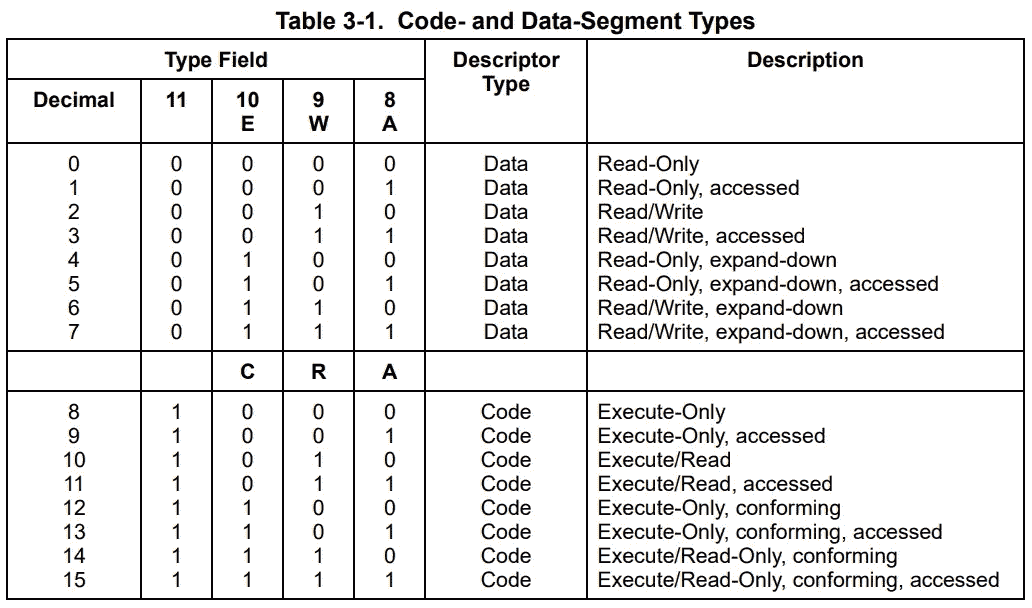 Table 3-1. Code- and Data-Segment Types
Type Field Descriptor Type Description
Decimal 11 10 E 9 W 8 A
0 0 0 0 0 Data Read-Only
1 0 0 0 1 Data Read-Only, accessed
2 0 0 1 0 Data Read/Write
3 0 0 1 1 Data Read/Write, accessed
4 0 1 0 0 Data Read-Only, expand-down
5 0 1 0 1 Data Read-Only, expand-down, accessed
6 0 1 1 0 Data Read/Write, expand-down
7 0 1 1 1 Data Read/Write, expand-down, accessed
C R A
8 1 0 0 0 Code Execute-Only
9 1 0 0 1 Code Execute-Only, accessed
10 1 0 1 0 Code Execute/Read
11 1 0 1 1 Code Execute/Read, accessed
12 1 1 0 0 Code Execute-Only, conforming
13 1 1 0 1 Code Execute-Only, conforming, accessed
14 1 1 1 0 Code Execute/Read-Only, conforming
15 1 1 1 1 Code Execute/Read-Only, conforming, accessed